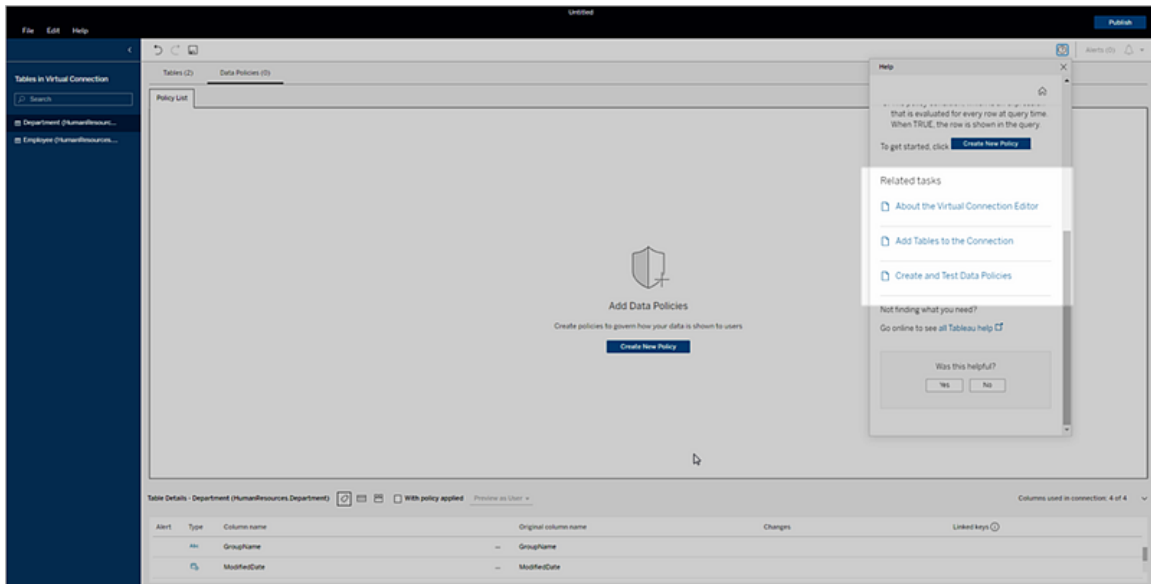 Untitled
Publish
File Edit Help
Alerts (0)
Tables in Virtual Connection
Search
Department (HumanResourc...
Employee (HumanResources....
Tables (2) Data Policies (0)
Policy List
Add Data Policies
Create policies to govern how your data is shown to users
Create New Policy
Help
that is evaluated for every row at query time.
When TRUE, the row is shown in the query.
To get started, click Create New Policy
Related tasks
About the Virtual Connection Editor
Add Tables to the Connection
Create and Test Data Policies
Not finding what you need?
Go online to see all Tableau help
Was this helpful?
Yes No
Table Details - Department (HumanResources.Department) With policy applied Preview as User
Columns used in connection: 4 of 4
Alert Type Column name Original column name Changes Linked keys
Abc GroupName GroupName
ModifiedDate ModifiedDate